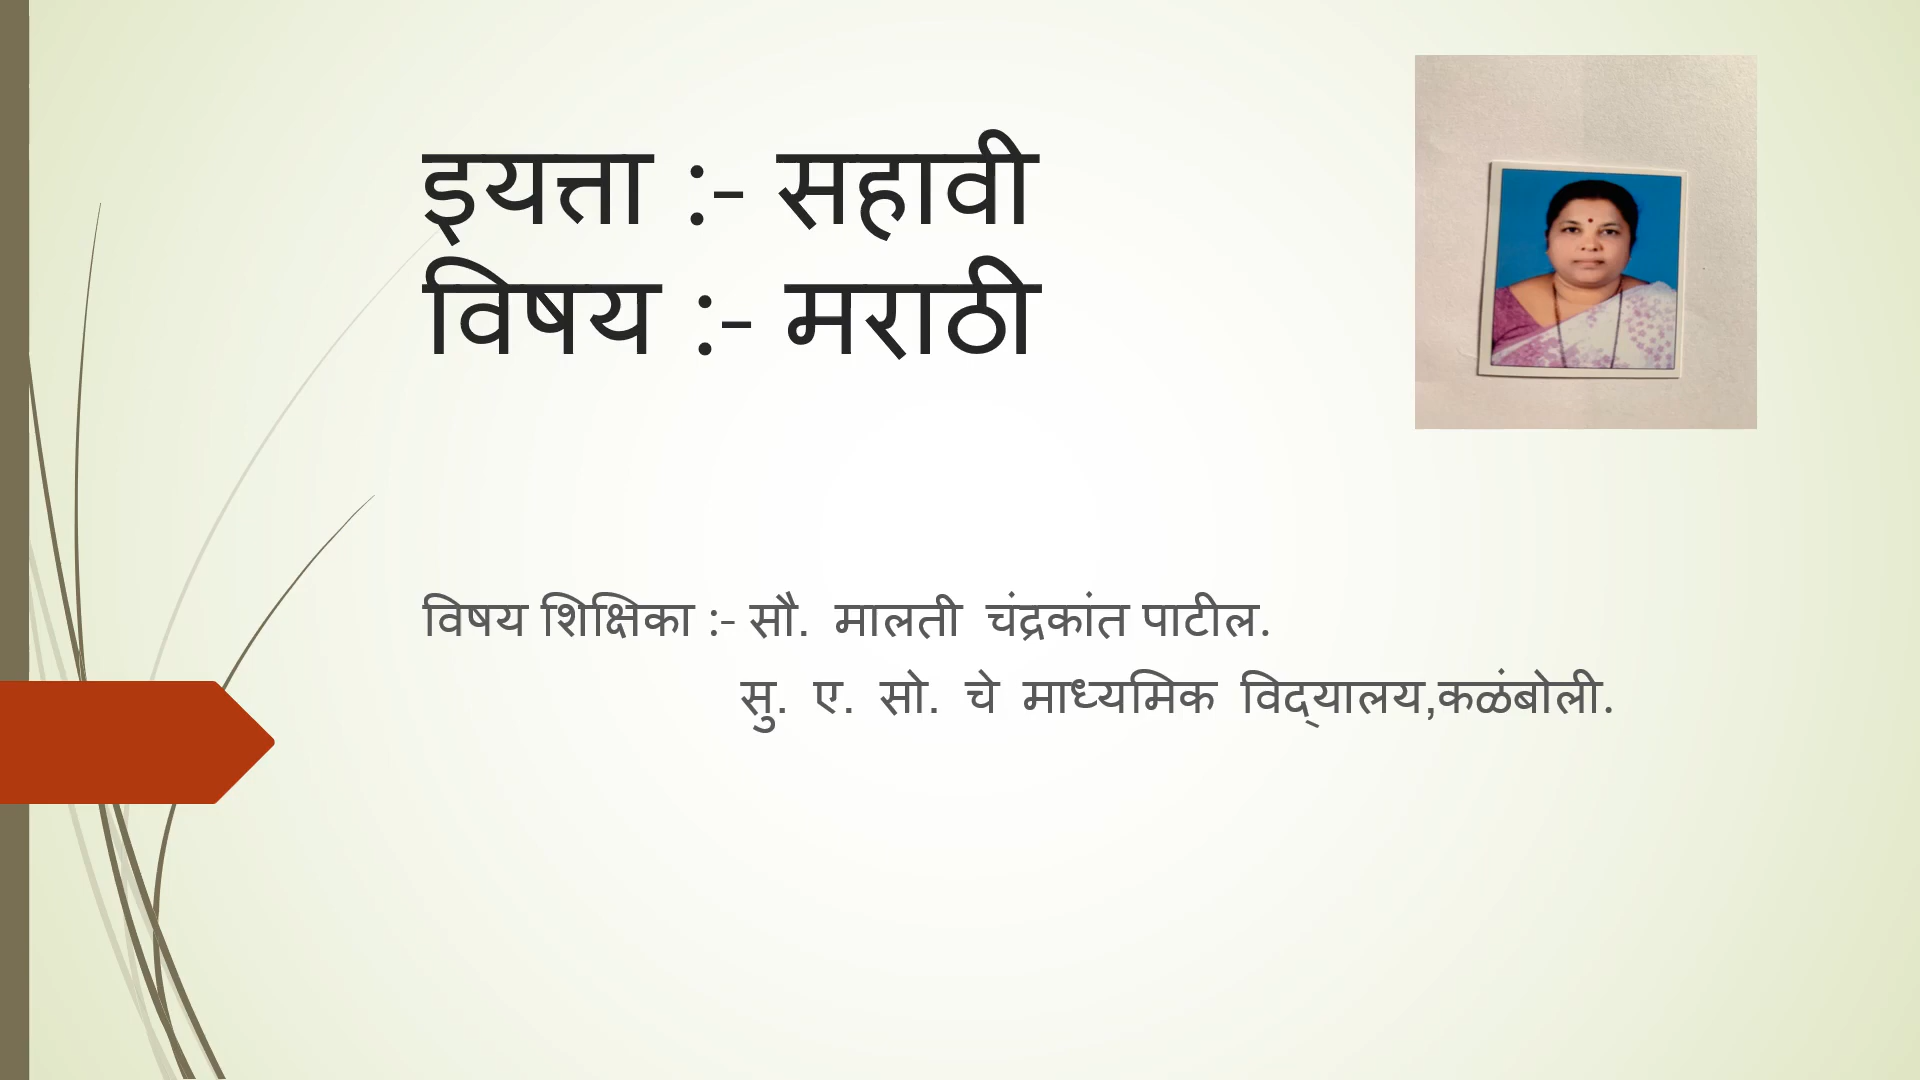 इयत्ता :- सहावी
विषय :- मराठी
विषय शिक्षिका :- सौ. मालती चंद्रकांत पाटील.
सु. ए. सो. चे माध्यमिक विद्यालय,कळंबोली.